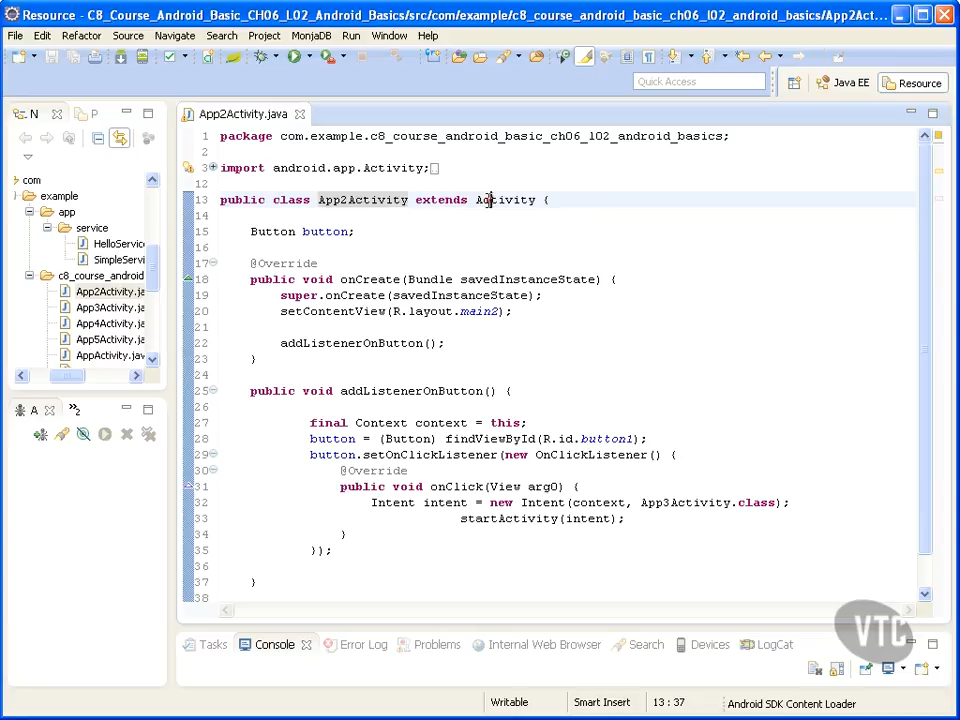 Resource - C8_Course_Android_Basic_CH06_L02_Android_Basics/src/com/example/c8_course_android_basic_ch06_l02_android_basics/App2Act...
File Edit Refactor Source Navigate Search Project MonjaDB Run Window Help
Quick Access
Java EE
Resource
N
P
com
example
app
service
HelloService
SimpleServi
c8_course_android
App2Activity.ja
App3Activity.ja
App4Activity.ja
App5Activity.ja
AppActivity.jav
A
»2
App2Activity.java
1 package com.example.c8_course_android_basic_ch06_l02_android_basics;
2
3 import android.app.Activity;
12
13 public class App2Activity extends Activity {
14
15 Button button;
16
17 @Override
18 public void onCreate(Bundle savedInstanceState) {
19 super.onCreate(savedInstanceState);
20 setContentView(R.layout.main2);
21
22 addListenerOnButton();
23 }
24
25 public void addListenerOnButton() {
26
27 final Context context = this;
28 button = (Button) findViewById(R.id.button1);
29 button.setOnClickListener(new OnClickListener() {
30 @Override
31 public void onClick(View arg0) {
32 Intent intent = new Intent(context, App3Activity.class);
33 startActivity(intent);
34 }
35 });
36
37 }
38
Tasks Console Error Log Problems Internal Web Browser Search Devices LogCat
VTC
Writable Smart Insert 13 : 37 Android SDK Content Loader